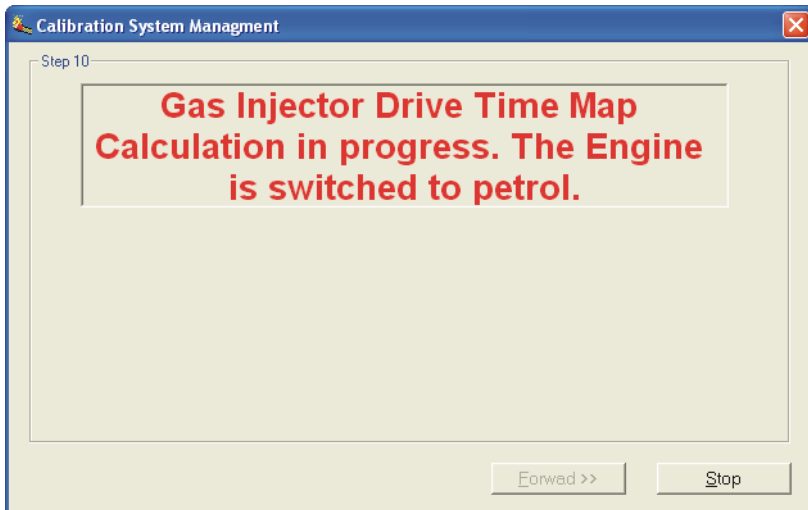 Calibration System Managment
Step 10
Gas Injector Drive Time Map
Calculation in progress. The Engine
is switched to petrol.
Forwad >>
Stop